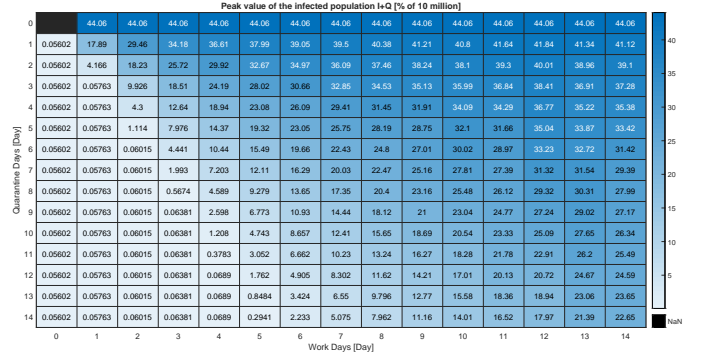 Peak value of the infected population I+Q [% of 10 million]
0 44.06 44.06 44.06 44.06 44.06 44.06 44.06 44.06 44.06 44.06 44.06 44.06 44.06 44.06
1 0.05602 17.89 29.46 34.18 36.61 37.99 39.05 39.5 40.38 41.21 40.8 41.64 41.84 41.34 41.12
2 0.05602 4.166 18.23 25.72 29.92 32.67 34.97 36.09 37.46 38.24 38.1 39.3 40.01 38.96 39.1
3 0.05602 0.05763 9.926 18.51 24.19 28.02 30.66 32.85 34.53 35.13 35.99 36.84 38.41 36.91 37.28
4 0.05602 0.05763 4.3 12.64 18.94 23.08 26.09 29.41 31.45 31.91 34.09 34.29 36.77 35.22 35.38
5 0.05602 0.05763 1.114 7.976 14.37 19.32 23.05 25.75 28.19 28.75 32.1 31.66 35.04 33.87 33.42
6 0.05602 0.05763 0.06015 4.441 10.44 15.49 19.66 22.43 24.8 27.01 30.02 28.97 33.23 32.72 31.42
7 0.05602 0.05763 0.06015 1.993 7.203 12.11 16.29 20.03 22.47 25.16 27.81 27.39 31.32 31.54 29.39
8 0.05602 0.05763 0.06015 0.5674 4.589 9.279 13.65 17.35 20.4 23.16 25.48 26.12 29.32 30.31 27.99
9 0.05602 0.05763 0.06015 0.06381 2.598 6.773 10.93 14.44 18.12 21 23.04 24.77 27.24 29.02 27.17
10 0.05602 0.05763 0.06015 0.06381 1.208 4.743 8.657 12.41 15.65 18.69 20.54 23.33 25.09 27.65 26.34
11 0.05602 0.05763 0.06015 0.06381 0.3783 3.052 6.662 10.23 13.24 16.27 18.28 21.78 22.91 26.2 25.49
12 0.05602 0.05763 0.06015 0.06381 0.0689 1.762 4.905 8.302 11.62 14.21 17.01 20.13 20.72 24.67 24.59
13 0.05602 0.05763 0.06015 0.06381 0.0689 0.8484 3.424 6.55 9.796 12.77 15.58 18.36 18.94 23.06 23.65
14 0.05602 0.05763 0.06015 0.06381 0.0689 0.2941 2.233 5.075 7.962 11.16 14.01 16.52 17.97 21.39 22.65
0 1 2 3 4 5 6 7 8 9 10 11 12 13 14
Work Days [Day]
Quarantine Days [Day]
40
35
30
25
20
15
10
5
NaN